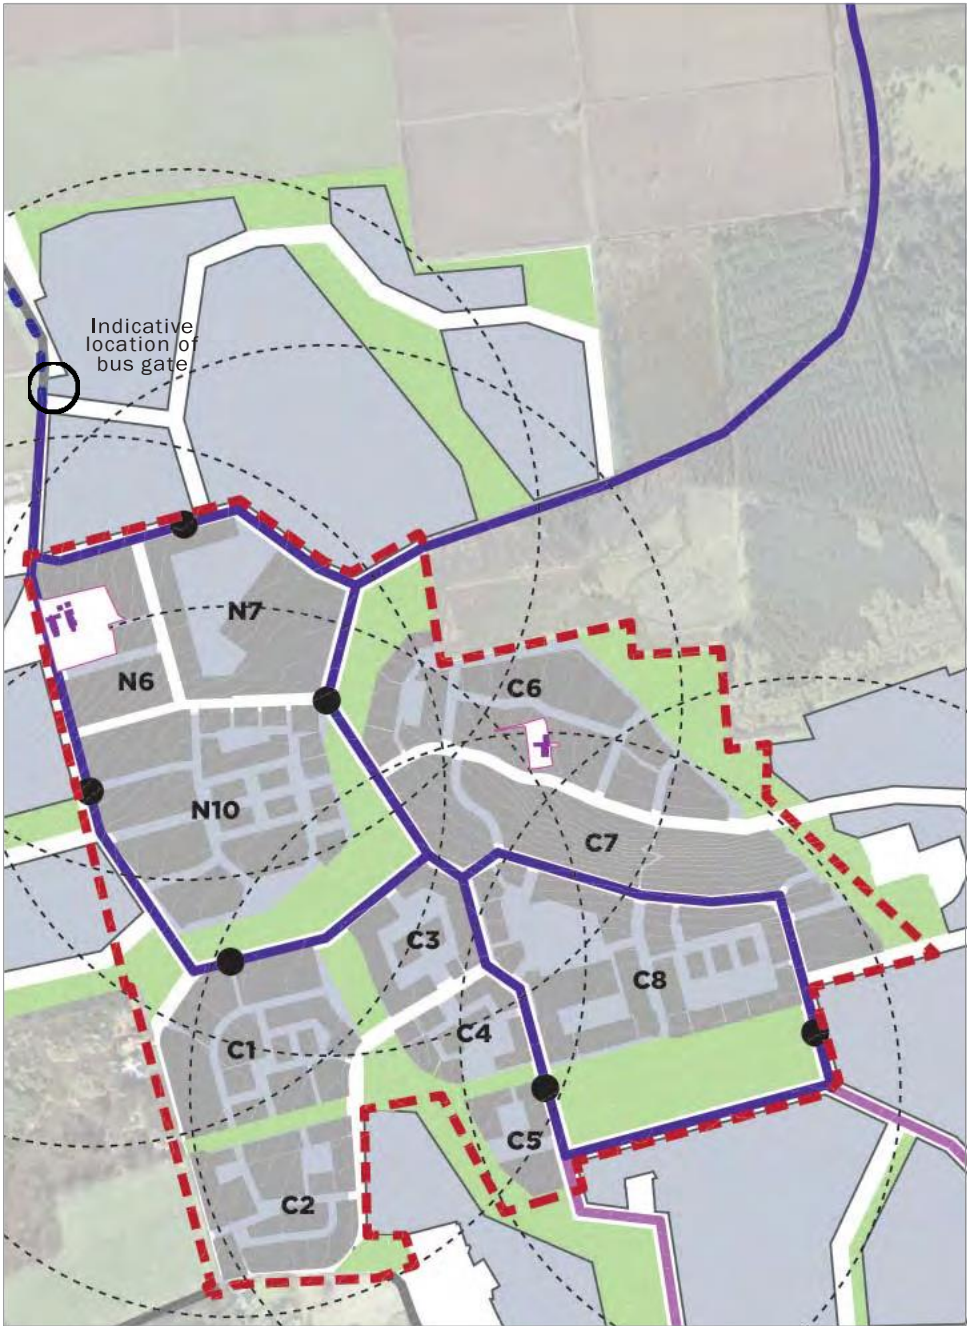 Indicative
location of
bus gate
N7
N6
C6
N10
C7
C3
C8
C4
C1
C5
C2